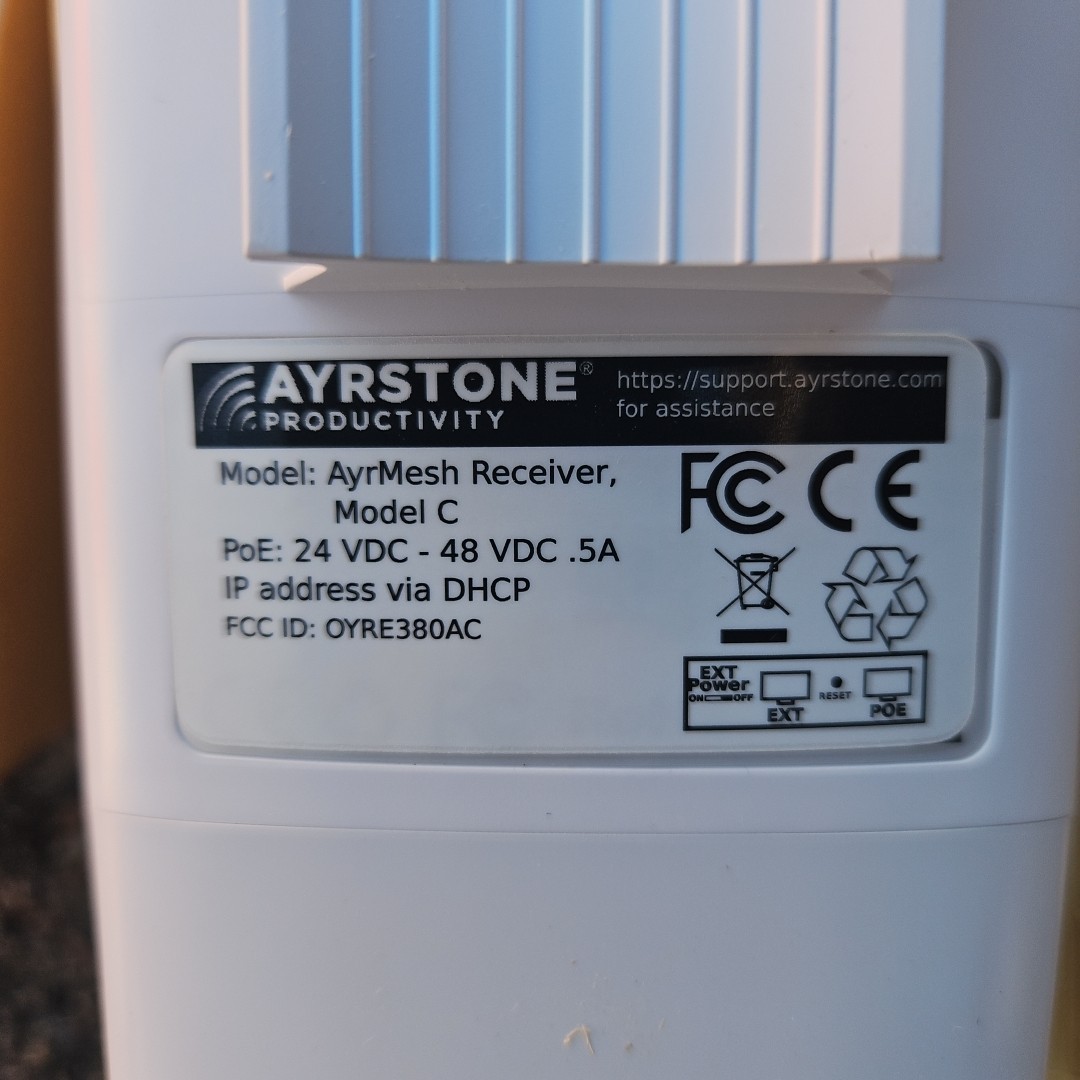 AYRSTONE®
PRODUCTIVITY
https://support.ayrstone.com
for assistance
Model: AyrMesh Receiver,
Model C
PoE: 24 VDC - 48 VDC .5A
IP address via DHCP
FCC ID: OYRE380AC
FCC CE
EXT
Power
ON OFF
EXT
RESET
POE